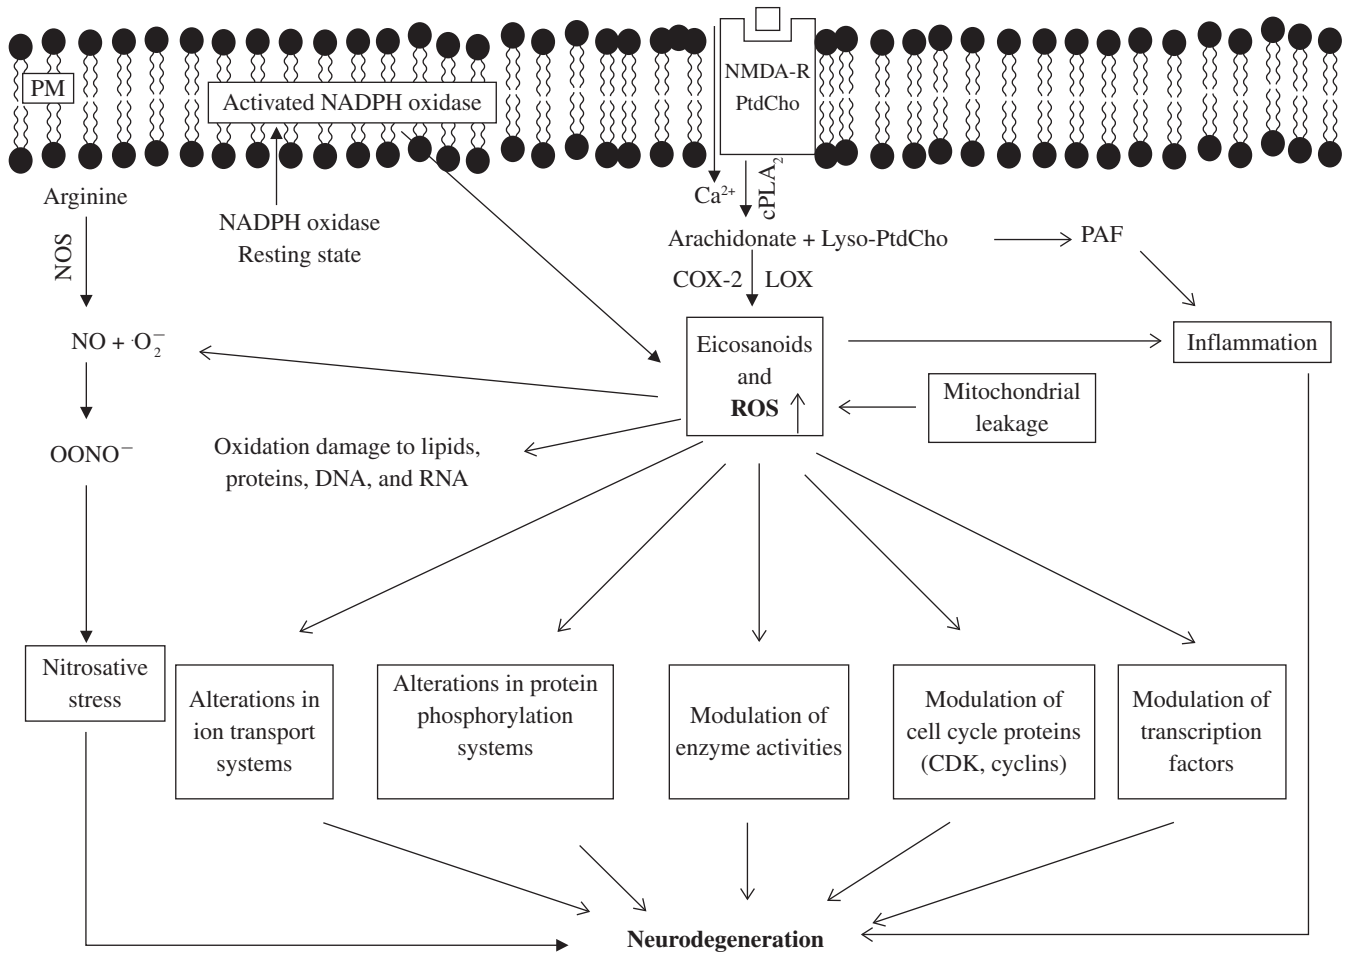 PM
Activated NADPH oxidase
NMDA-R
PtdCho
Arginine
NADPH oxidase
Resting state
NOS
Ca²⁺
cPLA₂
Arachidonate + Lyso-PtdCho
PAF
COX-2
LOX
NO + ·O₂⁻
Eicosanoids
and
ROS
Inflammation
Mitochondrial
leakage
OONO⁻
Oxidation damage to lipids,
proteins, DNA, and RNA
Nitrosative
stress
Alterations in
ion transport
systems
Alterations in protein
phosphorylation
systems
Modulation of
enzyme activities
Modulation of
cell cycle proteins
(CDK, cyclins)
Modulation of
transcription
factors
Neurodegeneration